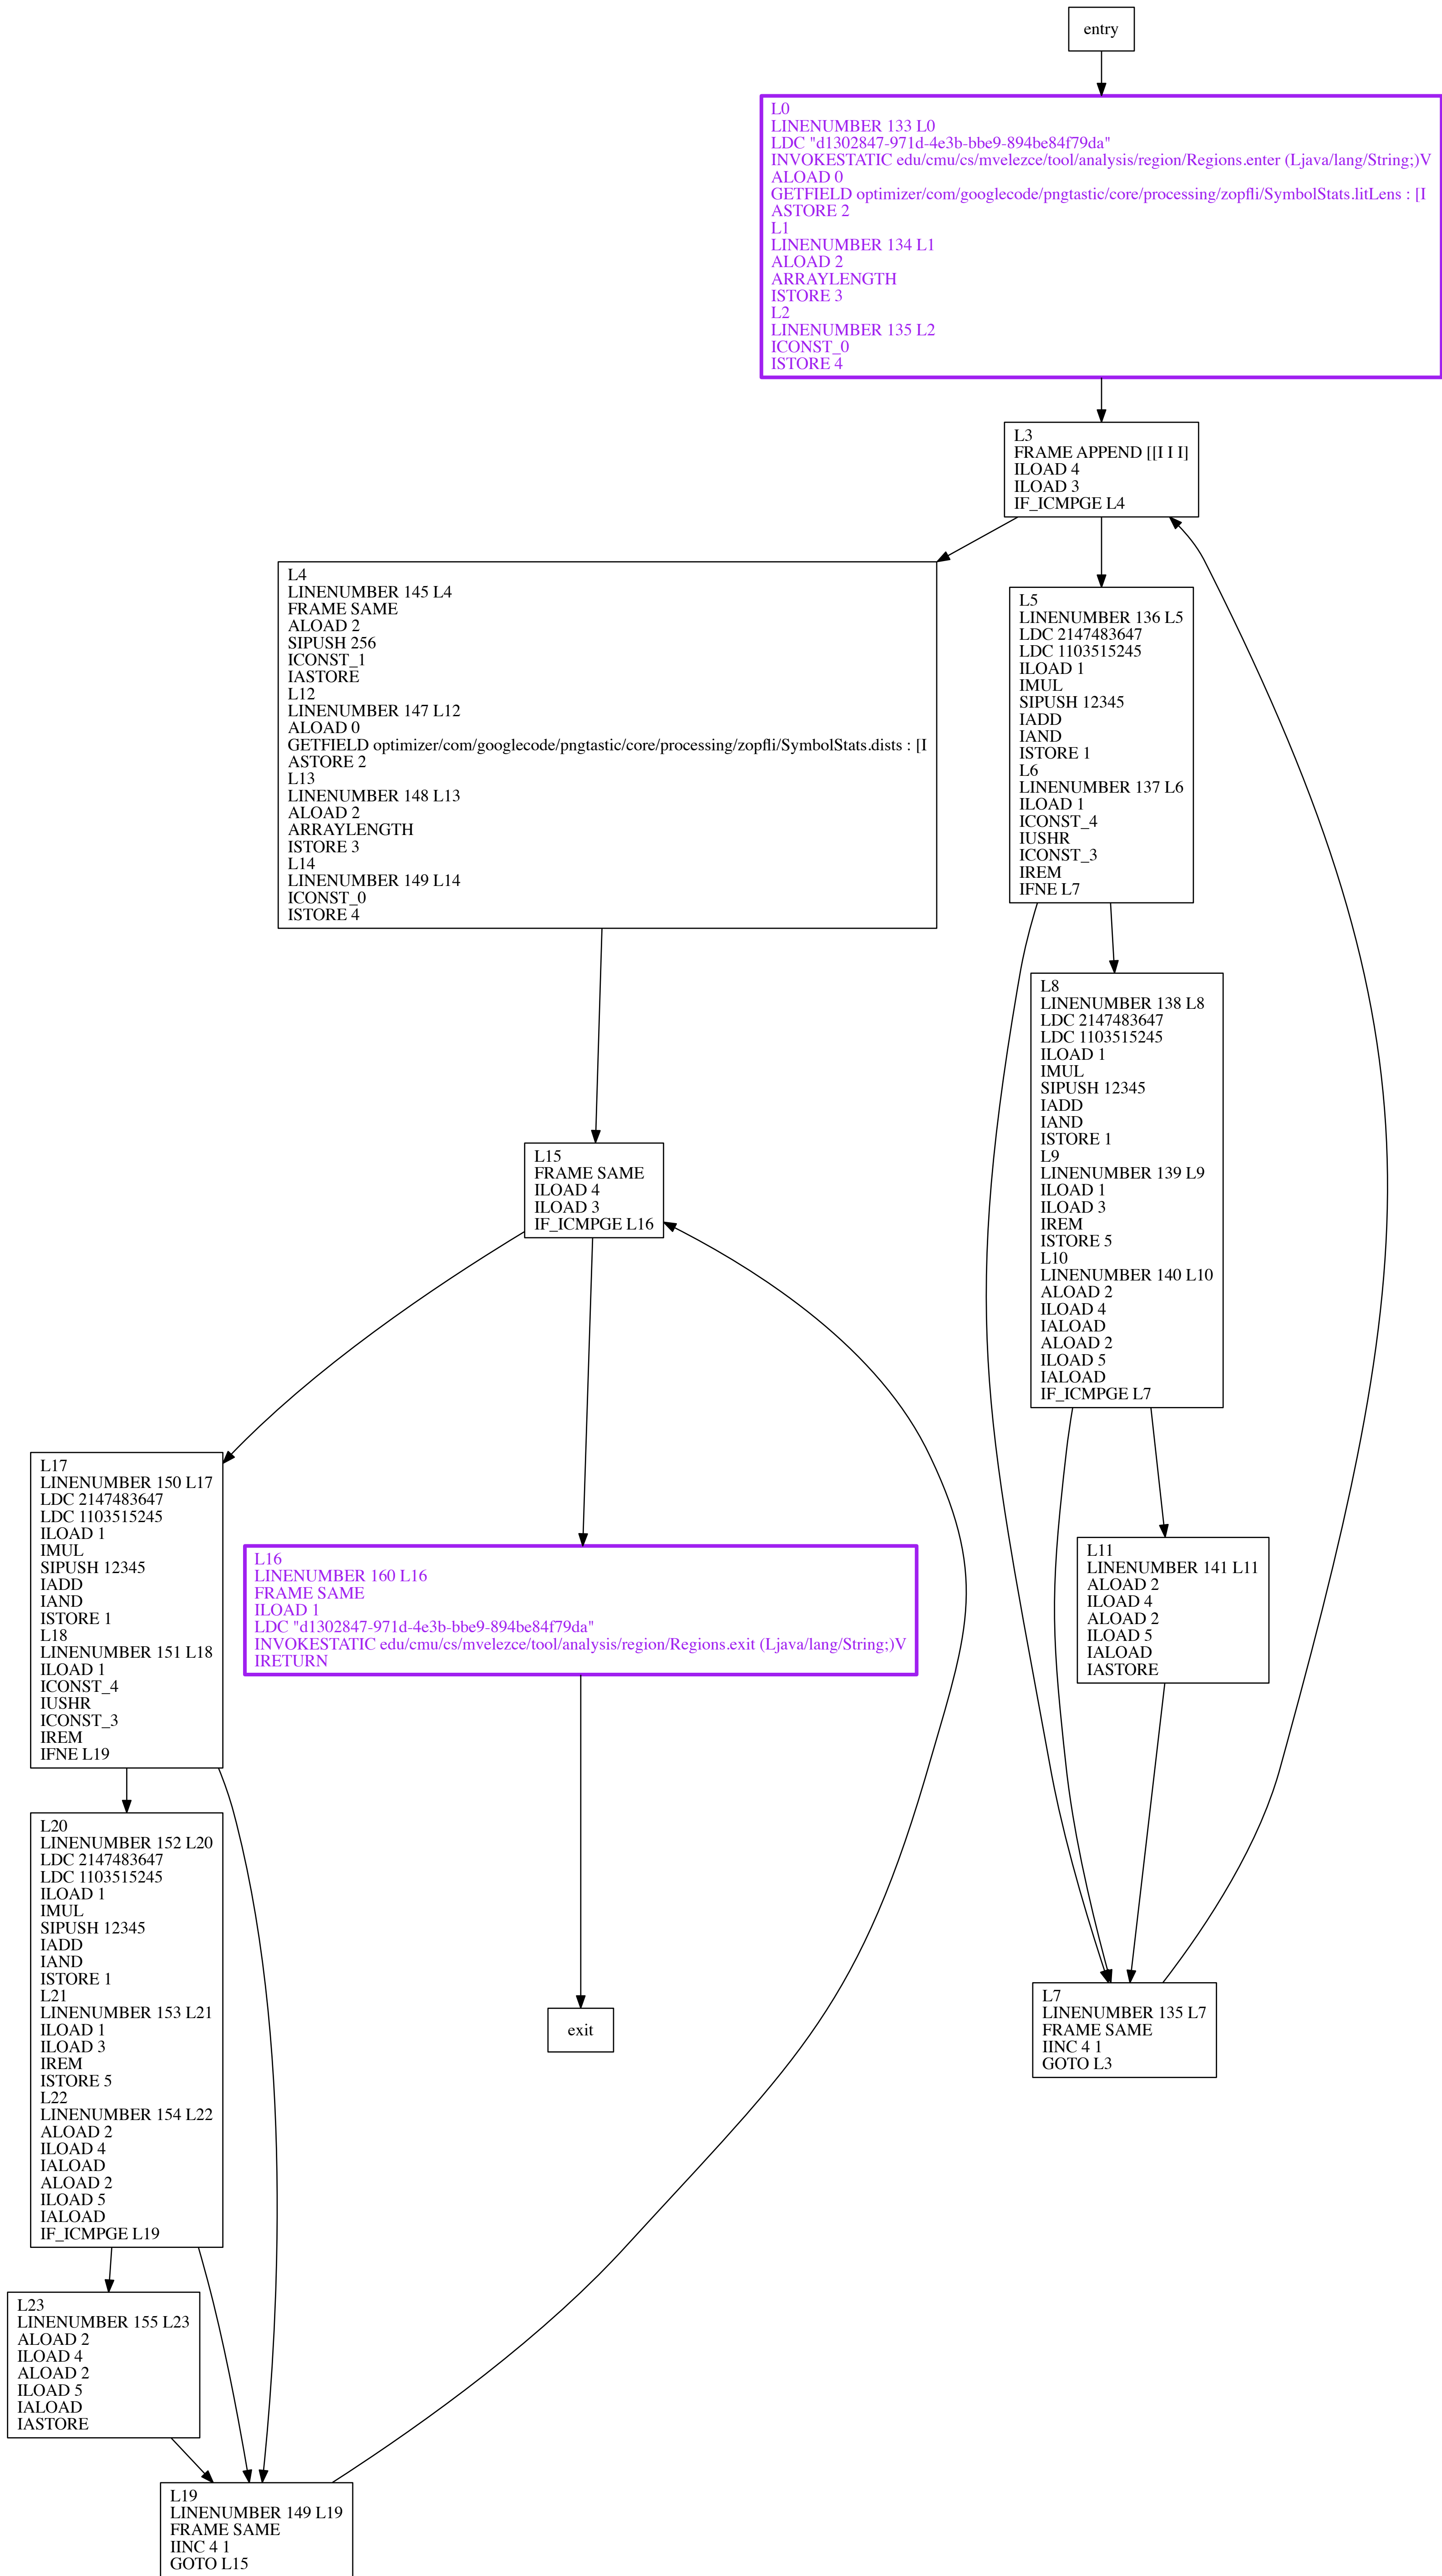 entry
L0
LINENUMBER 133 L0
LDC "d1302847-971d-4e3b-bbe9-894be84f79da"
INVOKESTATIC edu/cmu/cs/mvelezce/tool/analysis/region/Regions.enter (Ljava/lang/String;)V
ALOAD 0
GETFIELD optimizer/com/googlecode/pngtastic/core/processing/zopfli/SymbolStats.litLens : [I
ASTORE 2
L1
LINENUMBER 134 L1
ALOAD 2
ARRAYLENGTH
ISTORE 3
L2
LINENUMBER 135 L2
ICONST_0
ISTORE 4
L3
FRAME APPEND [[I I I]
ILOAD 4
ILOAD 3
IF_ICMPGE L4
L4
LINENUMBER 145 L4
FRAME SAME
ALOAD 2
SIPUSH 256
ICONST_1
IASTORE
L12
LINENUMBER 147 L12
ALOAD 0
GETFIELD optimizer/com/googlecode/pngtastic/core/processing/zopfli/SymbolStats.dists : [I
ASTORE 2
L13
LINENUMBER 148 L13
ALOAD 2
ARRAYLENGTH
ISTORE 3
L14
LINENUMBER 149 L14
ICONST_0
ISTORE 4
L5
LINENUMBER 136 L5
LDC 2147483647
LDC 1103515245
ILOAD 1
IMUL
SIPUSH 12345
IADD
IAND
ISTORE 1
L6
LINENUMBER 137 L6
ILOAD 1
ICONST_4
IUSHR
ICONST_3
IREM
IFNE L7
L8
LINENUMBER 138 L8
LDC 2147483647
LDC 1103515245
ILOAD 1
IMUL
SIPUSH 12345
IADD
IAND
ISTORE 1
L9
LINENUMBER 139 L9
ILOAD 1
ILOAD 3
IREM
ISTORE 5
L10
LINENUMBER 140 L10
ALOAD 2
ILOAD 4
IALOAD
ALOAD 2
ILOAD 5
IALOAD
IF_ICMPGE L7
L15
FRAME SAME
ILOAD 4
ILOAD 3
IF_ICMPGE L16
L17
LINENUMBER 150 L17
LDC 2147483647
LDC 1103515245
ILOAD 1
IMUL
SIPUSH 12345
IADD
IAND
ISTORE 1
L18
LINENUMBER 151 L18
ILOAD 1
ICONST_4
IUSHR
ICONST_3
IREM
IFNE L19
L16
LINENUMBER 160 L16
FRAME SAME
ILOAD 1
LDC "d1302847-971d-4e3b-bbe9-894be84f79da"
INVOKESTATIC edu/cmu/cs/mvelezce/tool/analysis/region/Regions.exit (Ljava/lang/String;)V
IRETURN
L11
LINENUMBER 141 L11
ALOAD 2
ILOAD 4
ALOAD 2
ILOAD 5
IALOAD
IASTORE
L20
LINENUMBER 152 L20
LDC 2147483647
LDC 1103515245
ILOAD 1
IMUL
SIPUSH 12345
IADD
IAND
ISTORE 1
L21
LINENUMBER 153 L21
ILOAD 1
ILOAD 3
IREM
ISTORE 5
L22
LINENUMBER 154 L22
ALOAD 2
ILOAD 4
IALOAD
ALOAD 2
ILOAD 5
IALOAD
IF_ICMPGE L19
exit
L7
LINENUMBER 135 L7
FRAME SAME
IINC 4 1
GOTO L3
L23
LINENUMBER 155 L23
ALOAD 2
ILOAD 4
ALOAD 2
ILOAD 5
IALOAD
IASTORE
L19
LINENUMBER 149 L19
FRAME SAME
IINC 4 1
GOTO L15